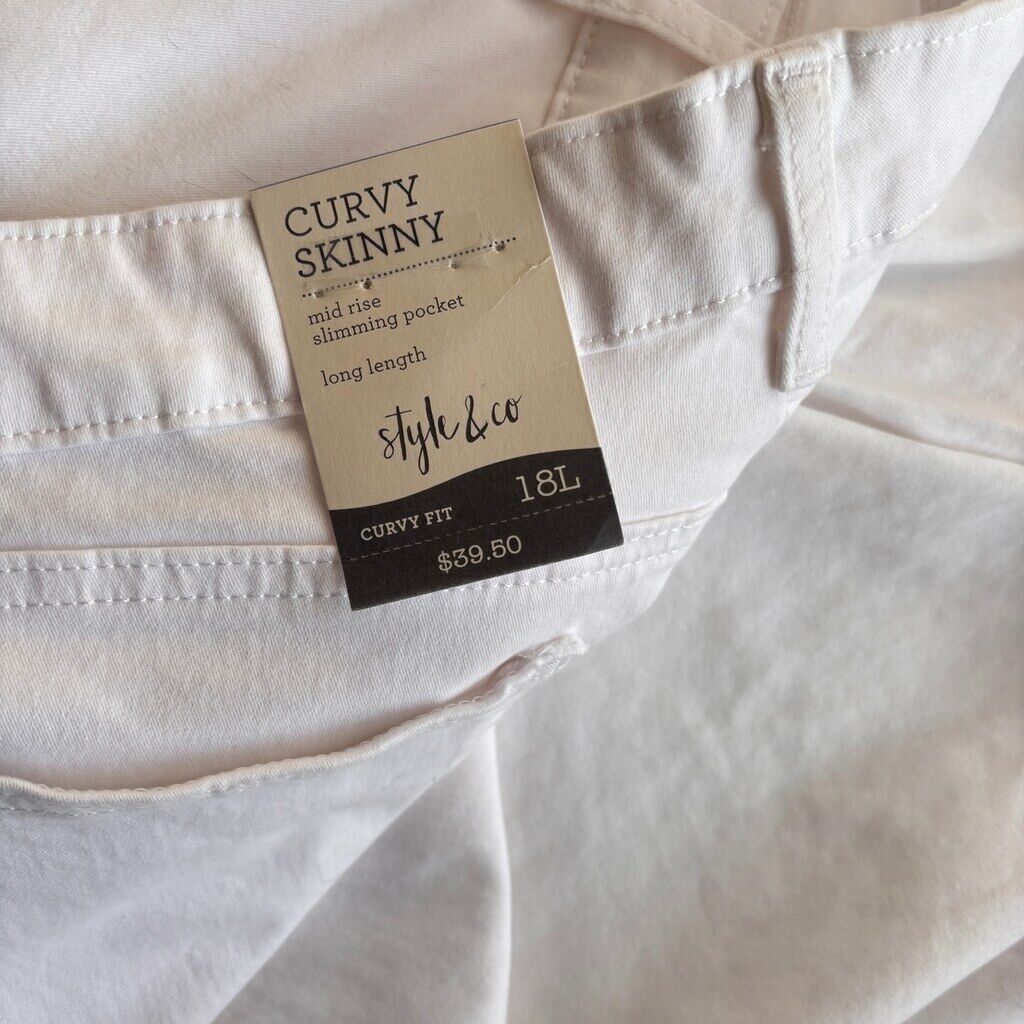 CURVY
SKINNY
mid rise
slimming pocket
long length
style & co
18L
CURVY FIT
$39.50